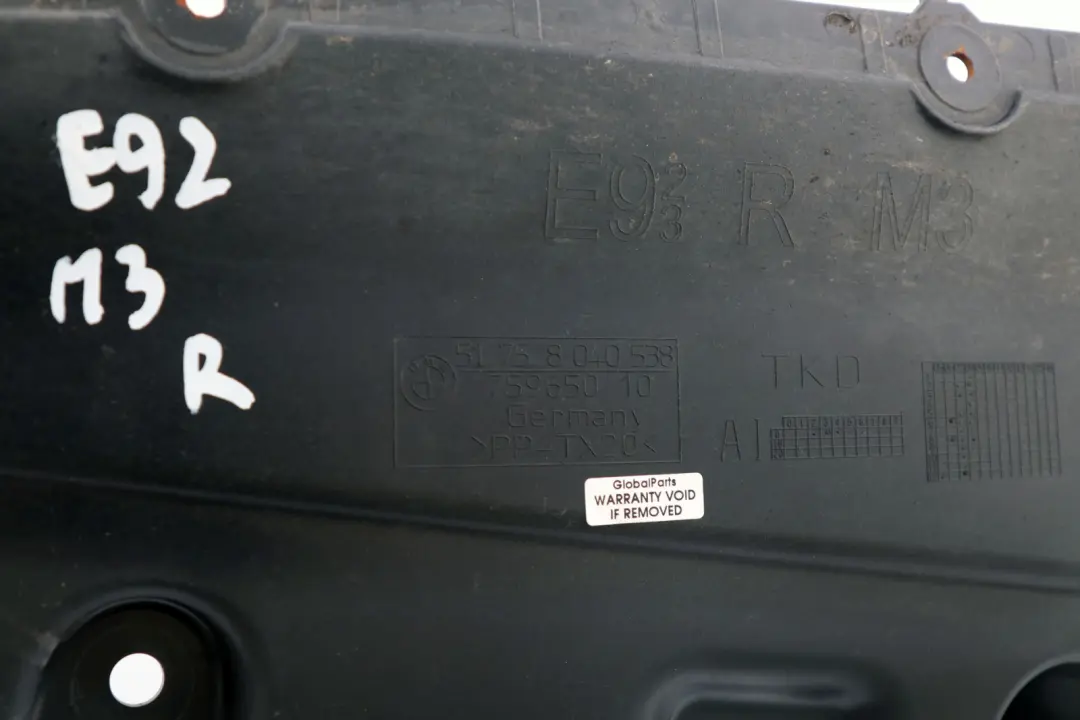 E92
M3
R
E92/3 R M3
51 75 8 040 538
759650 10
Germany
>PP-TX20<
TKD
A1
GlobalParts
WARRANTY VOID
IF REMOVED